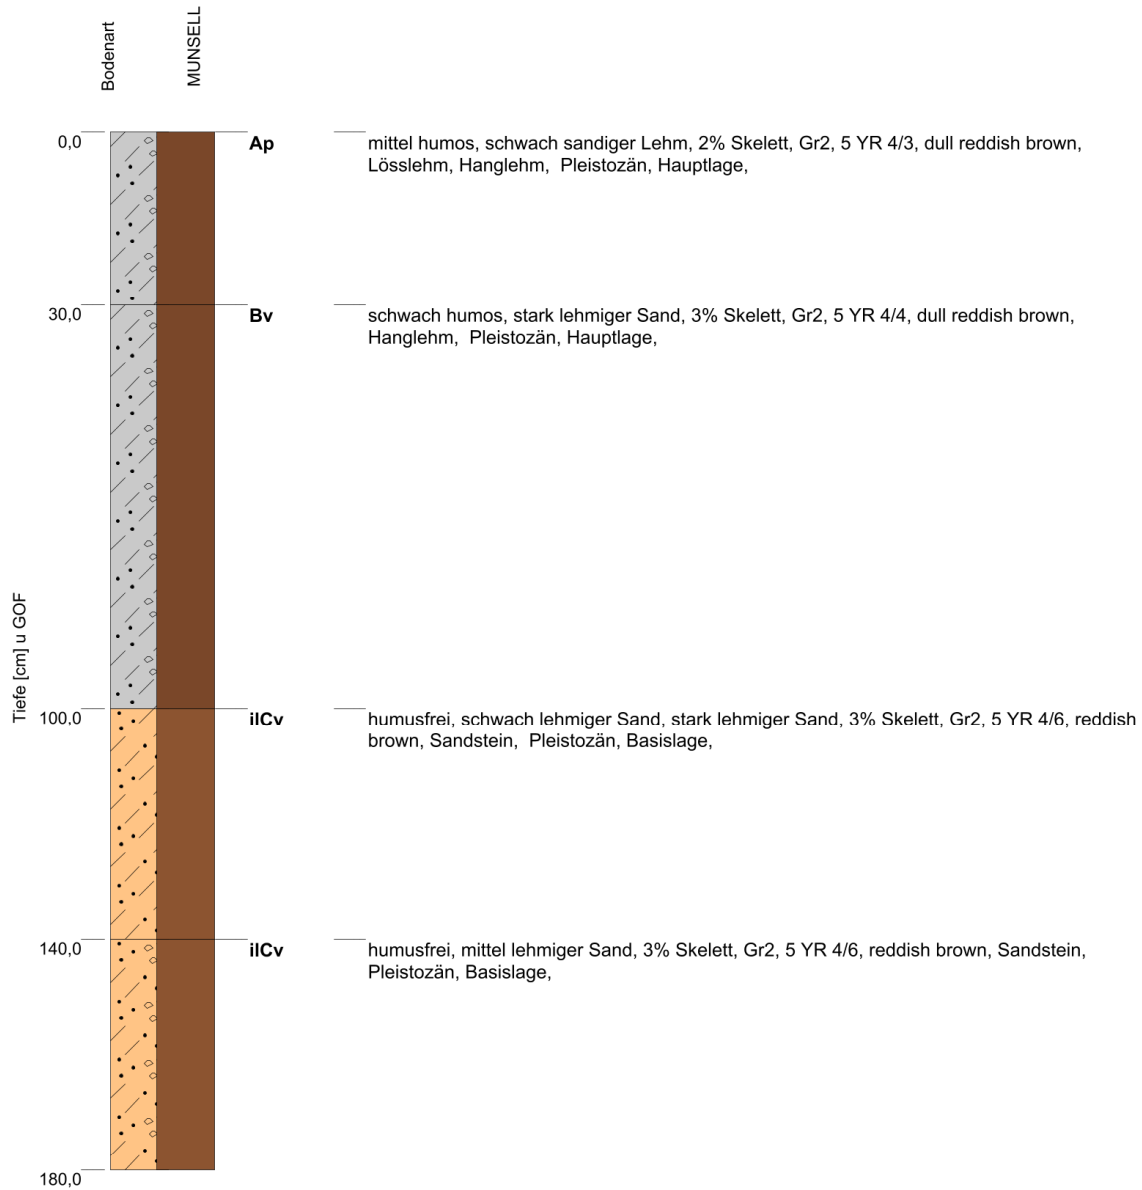 Bodenart
MUNSELL
Tiefe [cm] u GOF
0,0
Ap
mittel humos, schwach sandiger Lehm, 2% Skelett, Gr2, 5 YR 4/3, dull reddish brown,
Lösslehm, Hanglehm, Pleistozän, Hauptlage,
30,0
Bv
schwach humos, stark lehmiger Sand, 3% Skelett, Gr2, 5 YR 4/4, dull reddish brown,
Hanglehm, Pleistozän, Hauptlage,
100,0
ilCv
humusfrei, schwach lehmiger Sand, stark lehmiger Sand, 3% Skelett, Gr2, 5 YR 4/6, reddish
brown, Sandstein, Pleistozän, Basislage,
140,0
ilCv
humusfrei, mittel lehmiger Sand, 3% Skelett, Gr2, 5 YR 4/6, reddish brown, Sandstein,
Pleistozän, Basislage,
180,0